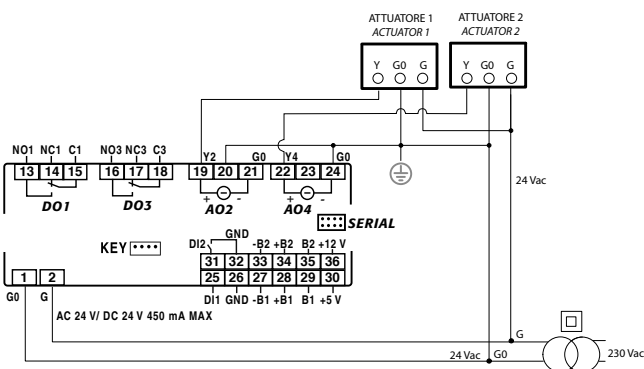 ATTUATORE 1
ACTUATOR 1
ATTUATORE 2
ACTUATOR 2
Y G0 G
Y G0 G
NO1 NC1 C1
NO3 NC3 C3
Y2 G0
Y4 G0
13 14 15
16 17 18
19 20 21
22 23 24
DO1
DO3
+ -
AO2
+ -
AO4
24 Vac
SERIAL
KEY
DI2
GND
-B2 +B2 B2 +12 V
31 32 33 34 35 36
25 26 27 28 29 30
DI1 GND -B1 +B1 B1 +5 V
1 2
G0 G
AC 24 V/ DC 24 V 450 mA MAX
G
24 Vac G0
230 Vac